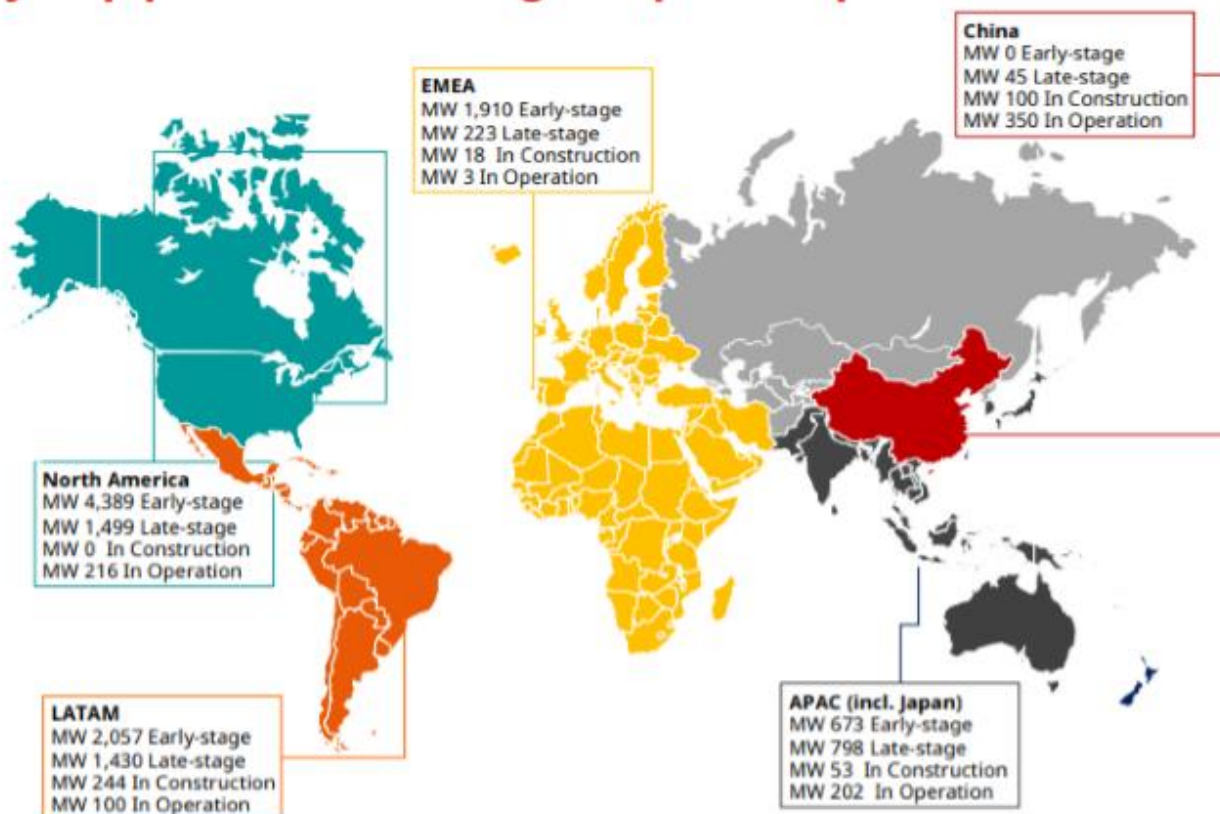 China
MW 0 Early-stage
MW 45 Late-stage
MW 100 In Construction
MW 350 In Operation
EMEA
MW 1,910 Early-stage
MW 223 Late-stage
MW 18 In Construction
MW 3 In Operation
North America
MW 4,389 Early-stage
MW 1,499 Late-stage
MW 0 In Construction
MW 216 In Operation
LATAM
MW 2,057 Early-stage
MW 1,430 Late-stage
MW 244 In Construction
MW 100 In Operation
APAC (incl. Japan)
MW 673 Early-stage
MW 798 Late-stage
MW 53 In Construction
MW 202 In Operation